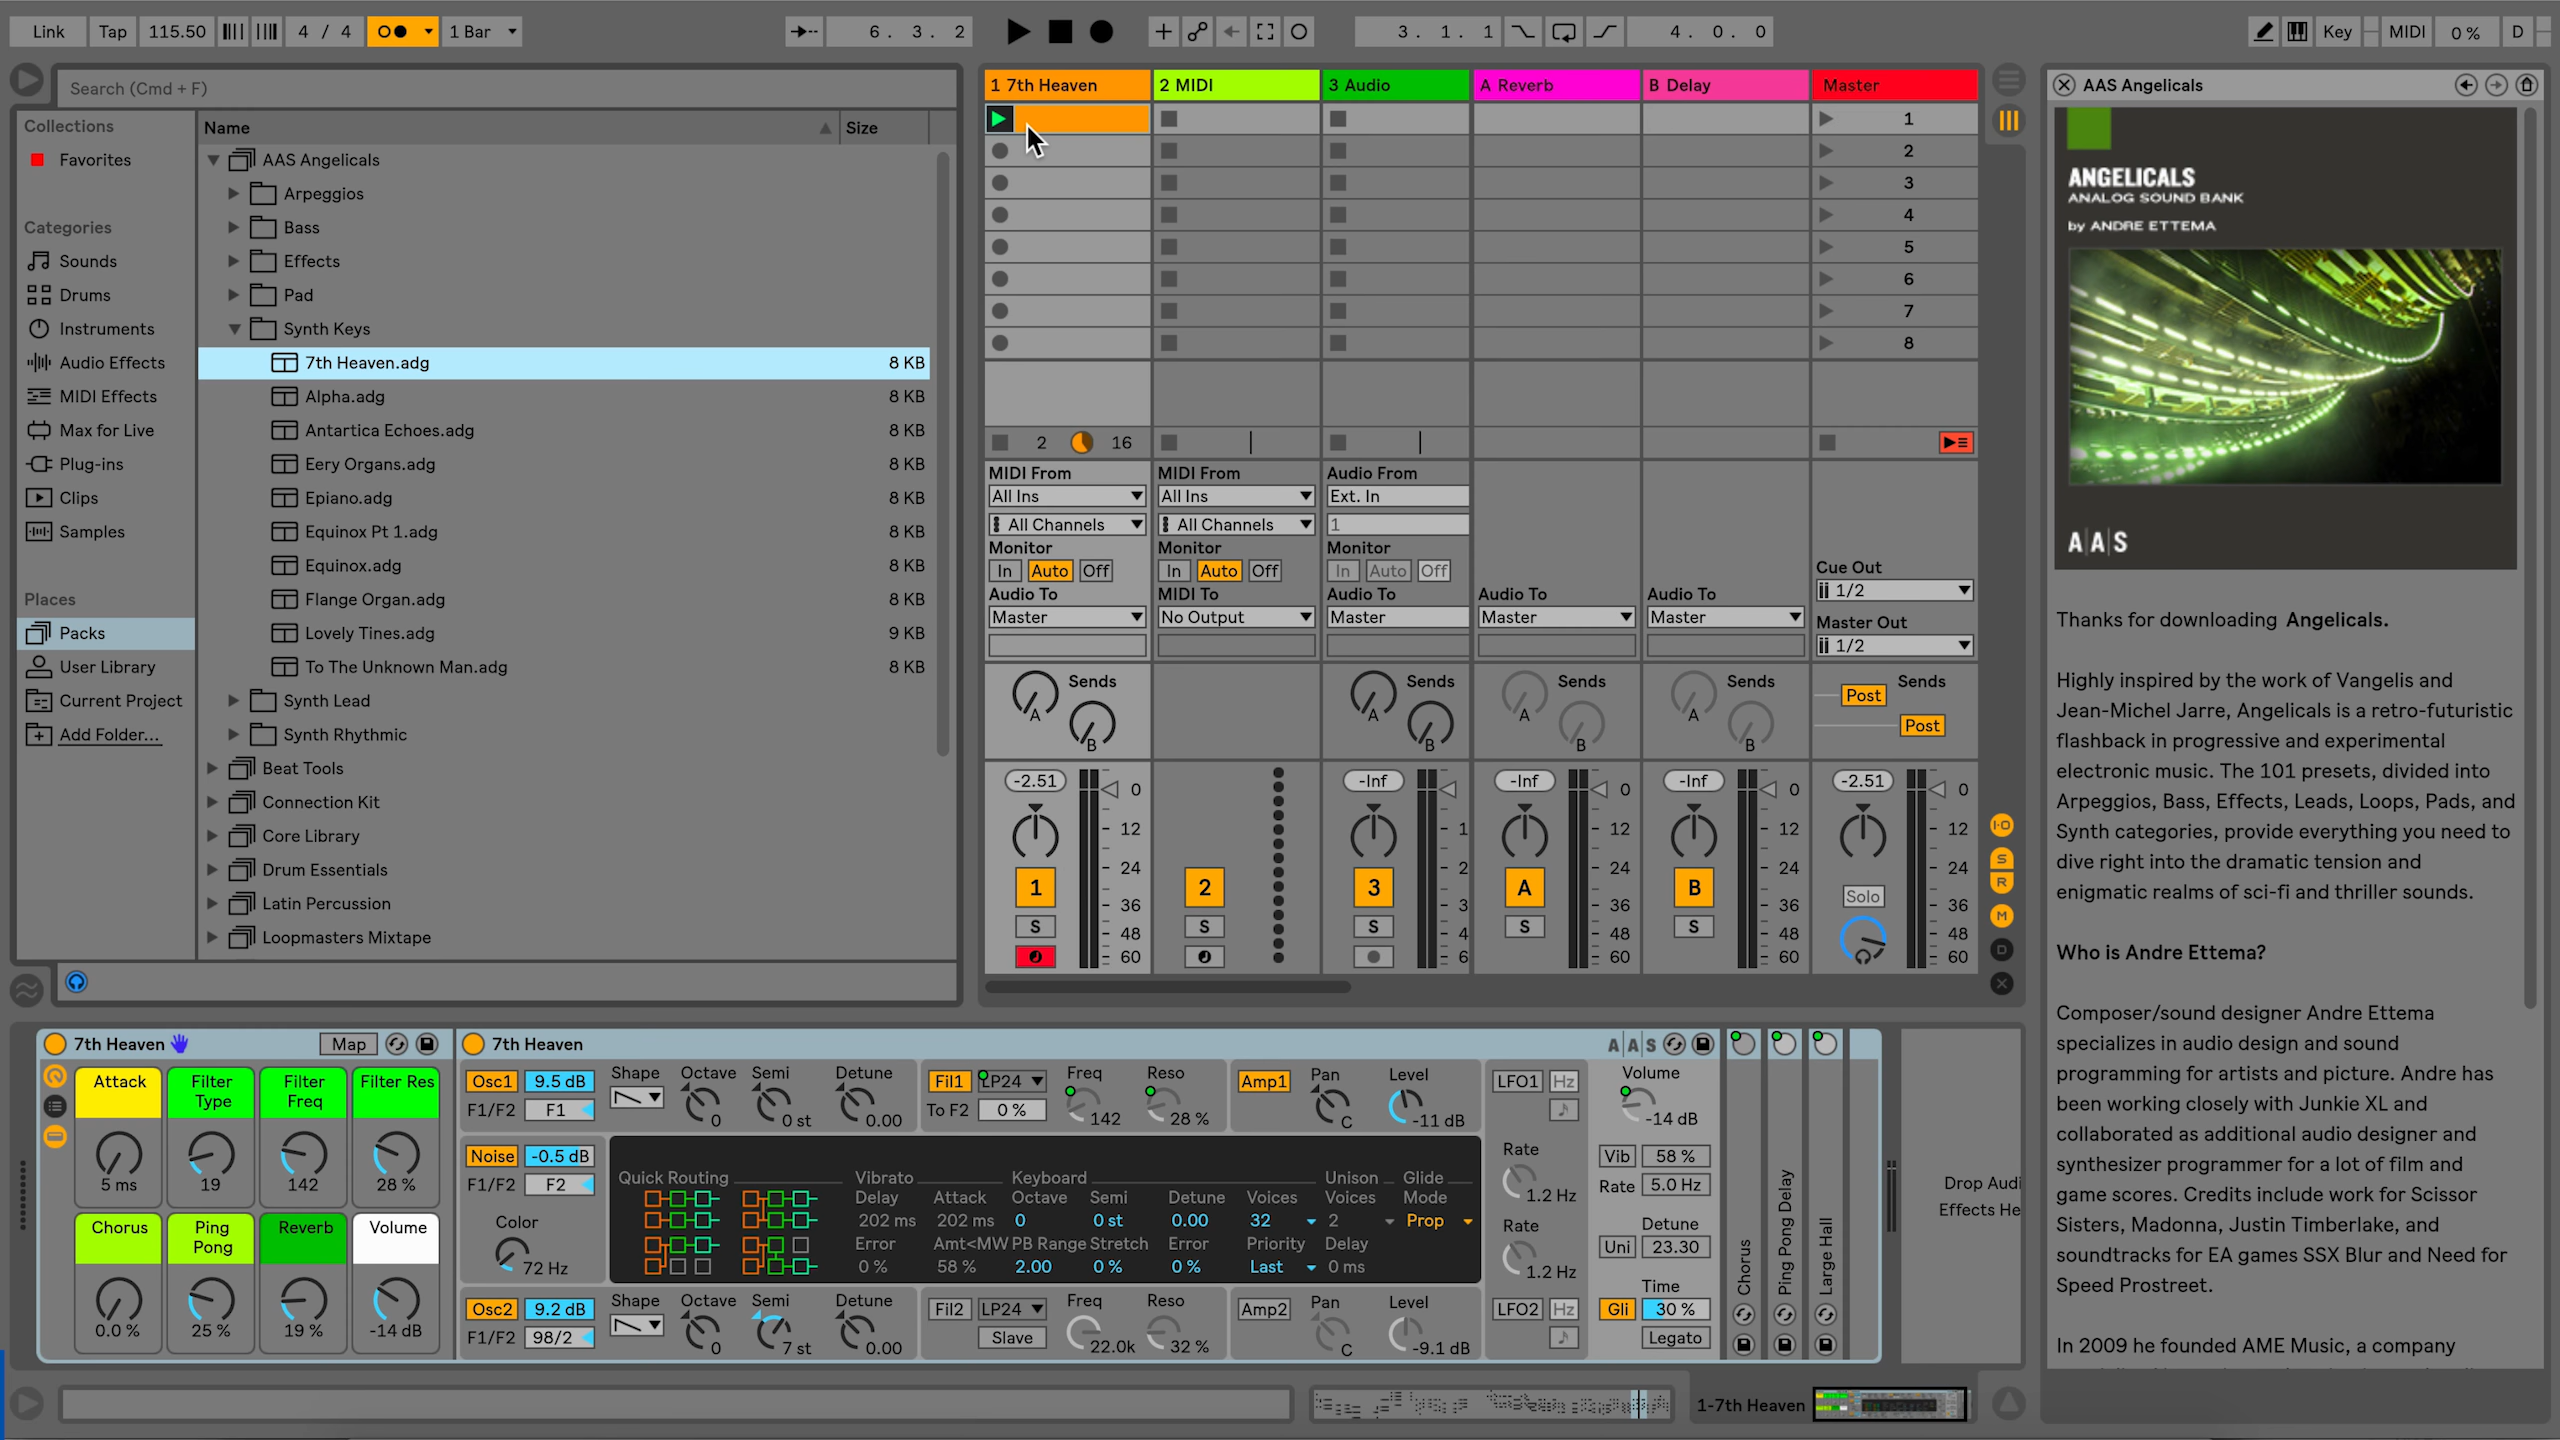 Link Tap 115.50 4 / 4 1 Bar 6. 3. 2 3. 1. 1 4. 0. 0 Key MIDI 0 % D
Search (Cmd + F)
Collections
Favorites
Categories
Sounds
Drums
Instruments
Audio Effects
MIDI Effects
Max for Live
Plug-ins
Clips
Samples
Places
Packs
User Library
Current Project
Add Folder...
Name Size
AAS Angelicals
Arpeggios
Bass
Effects
Pad
Synth Keys
7th Heaven.adg 8 KB
Alpha.adg 8 KB
Antartica Echoes.adg 8 KB
Eery Organs.adg 8 KB
Epiano.adg 8 KB
Equinox Pt 1.adg 8 KB
Equinox.adg 8 KB
Flange Organ.adg 8 KB
Lovely Tines.adg 9 KB
To The Unknown Man.adg 8 KB
Synth Lead
Synth Rhythmic
Beat Tools
Connection Kit
Core Library
Drum Essentials
Latin Percussion
Loopmasters Mixtape
1 7th Heaven 2 MIDI 3 Audio A Reverb B Delay Master
1
2
3
4
5
6
7
8
2 16
MIDI From MIDI From Audio From
All Ins All Ins Ext. In
All Channels All Channels 1
Monitor Monitor Monitor
In Auto Off In Auto Off In Auto Off
Cue Out
1/2
Audio To MIDI To Audio To Audio To Audio To
Master No Output Master Master Master
Master Out
1/2
Sends Sends Sends Sends Sends
A A A A Post
B B B B Post
-2.51 -Inf -Inf -Inf -2.51
0 0 0 0
12 1 12 12 12
24 2 24 24 24
1 2 3 A B
Solo
36 3 36 36 36
S S S S S
48 4 48 48 48
60 6 60 60 60
I·O
S
R
M
D
X
AAS Angelicals
ANGELICALS
ANALOG SOUND BANK
by ANDRE ETTEMA
A|A|S
Thanks for downloading Angelicals.
Highly inspired by the work of Vangelis and
Jean-Michel Jarre, Angelicals is a retro-futuristic
flashback in progressive and experimental
electronic music. The 101 presets, divided into
Arpeggios, Bass, Effects, Leads, Loops, Pads, and
Synth categories, provide everything you need to
dive right into the dramatic tension and
enigmatic realms of sci-fi and thriller sounds.
Who is Andre Ettema?
Composer/sound designer Andre Ettema
specializes in audio design and sound
programming for artists and picture. Andre has
been working closely with Junkie XL and
collaborated as additional audio designer and
synthesizer programmer for a lot of film and
game scores. Credits include work for Scissor
Sisters, Madonna, Justin Timberlake, and
soundtracks for EA games SSX Blur and Need for
Speed Prostreet.
In 2009 he founded AME Music, a company
7th Heaven Map
Attack Filter Type Filter Freq Filter Res
5 ms 19 142 28 %
Chorus Ping Pong Reverb Volume
0.0 % 25 % 19 % -14 dB
7th Heaven A|A|S
Osc1 9.5 dB Shape Octave Semi Detune Fil1 LP24 Freq Reso Amp1 Pan Level LFO1 Hz Volume
F1/F2 F1 0 0 st 0.00 To F2 0 % 142 28 % C -11 dB -14 dB
Noise -0.5 dB
F1/F2 F2
Color
72 Hz
Quick Routing Vibrato Keyboard Unison Glide
Delay Attack Octave Semi Detune Voices Voices Mode
202 ms 202 ms 0 0 st 0.00 32 2 Prop
Error Amt<MW PB Range Stretch Error Priority Delay
0 % 58 % 2.00 0 % 0 % Last 0 ms
Rate
1.2 Hz
Rate
1.2 Hz
Vib 58 %
Rate 5.0 Hz
Detune
Uni 23.30
Time
Gli 30 %
Legato
Osc2 9.2 dB Shape Octave Semi Detune Fil2 LP24 Freq Reso Amp2 Pan Level LFO2 Hz
F1/F2 98/2 0 7 st 0.00 Slave 22.0k 32 % C -9.1 dB
Chorus
Ping Pong Delay
Large Hall
Drop Audi
Effects He
1-7th Heaven